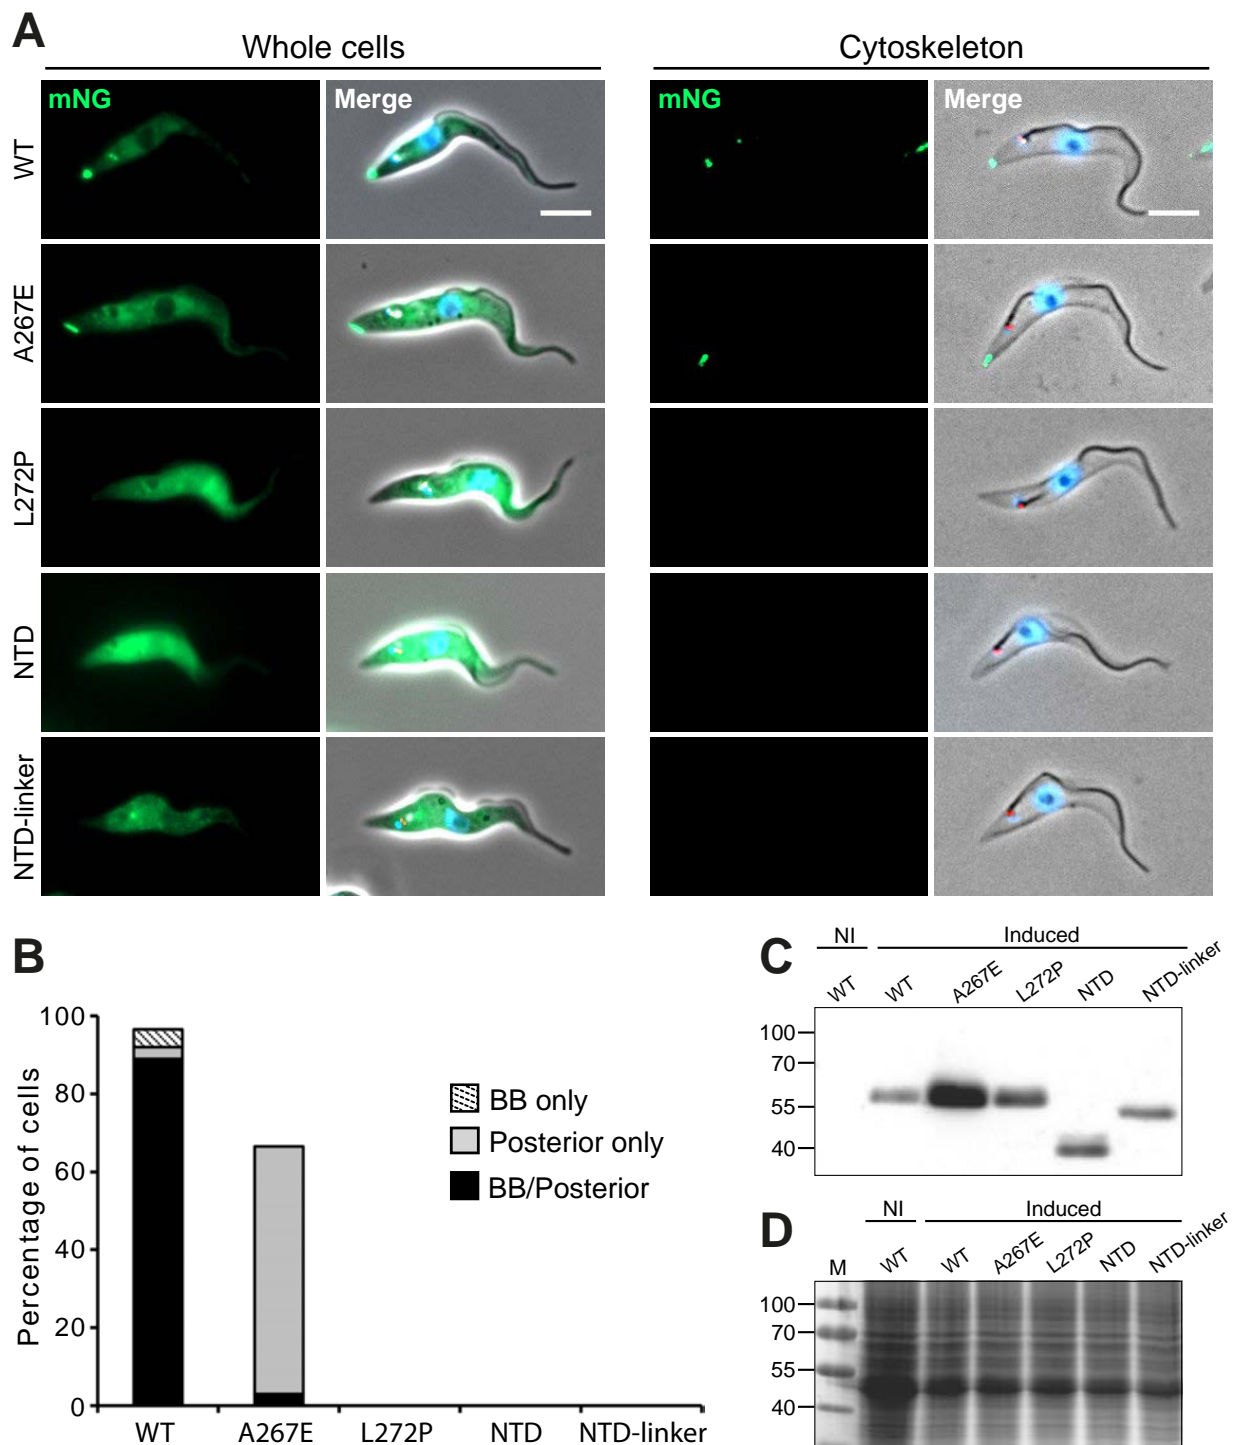 A
Whole cells
Cytoskeleton
mNG
Merge
mNG
Merge
WT
A267E
L272P
NTD
NTD-linker
B
Percentage of cells
100
80
60
40
20
0
BB only
Posterior only
BB/Posterior
WT
A267E
L272P
NTD
NTD-linker
C
NI
Induced
WT
WT
A267E
L272P
NTD
NTD-linker
100
70
55
40
D
NI
Induced
M
WT
WT
A267E
L272P
NTD
NTD-linker
100
70
55
40